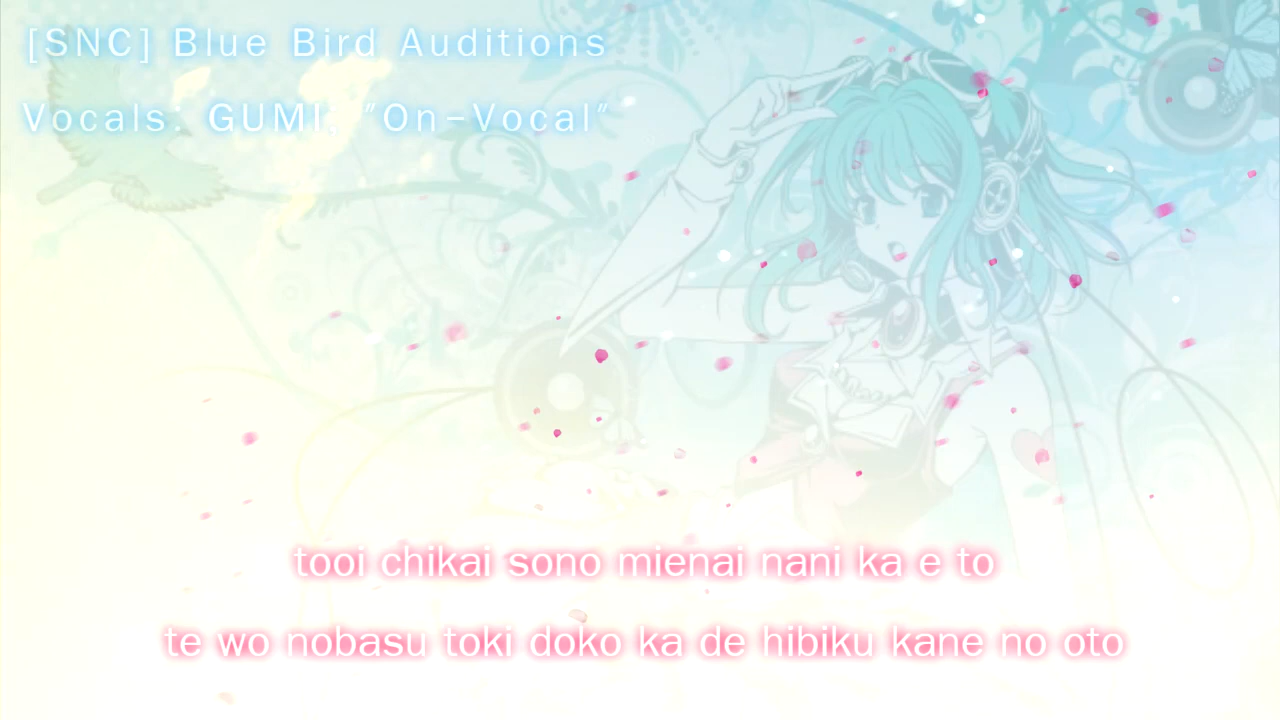 [SNC] Blue Bird Auditions
Vocals: GUMI, "On-Vocal"
tooi chikai sono mienai nani ka e to
te wo nobasu toki doko ka de hibiku kane no oto